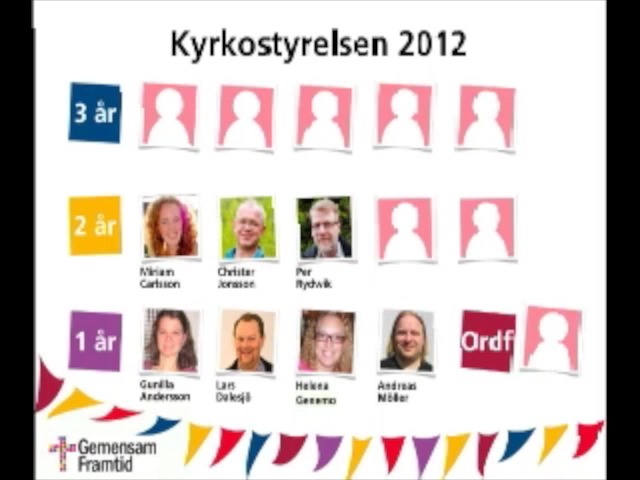 Kyrkostyrelsen 2012
3 år
2 år
Miriam
Carlsson
Christer
Jonsson
Per
Rydwik
1 år
Ordf
Gunilla
Andersson
Lars
Dalesjö
Helena
Genemo
Andreas
Möller
Gemensam
Framtid